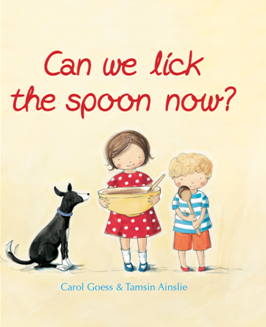 Can we lick
the spoon now?
Carol Goess & Tamsin Ainslie